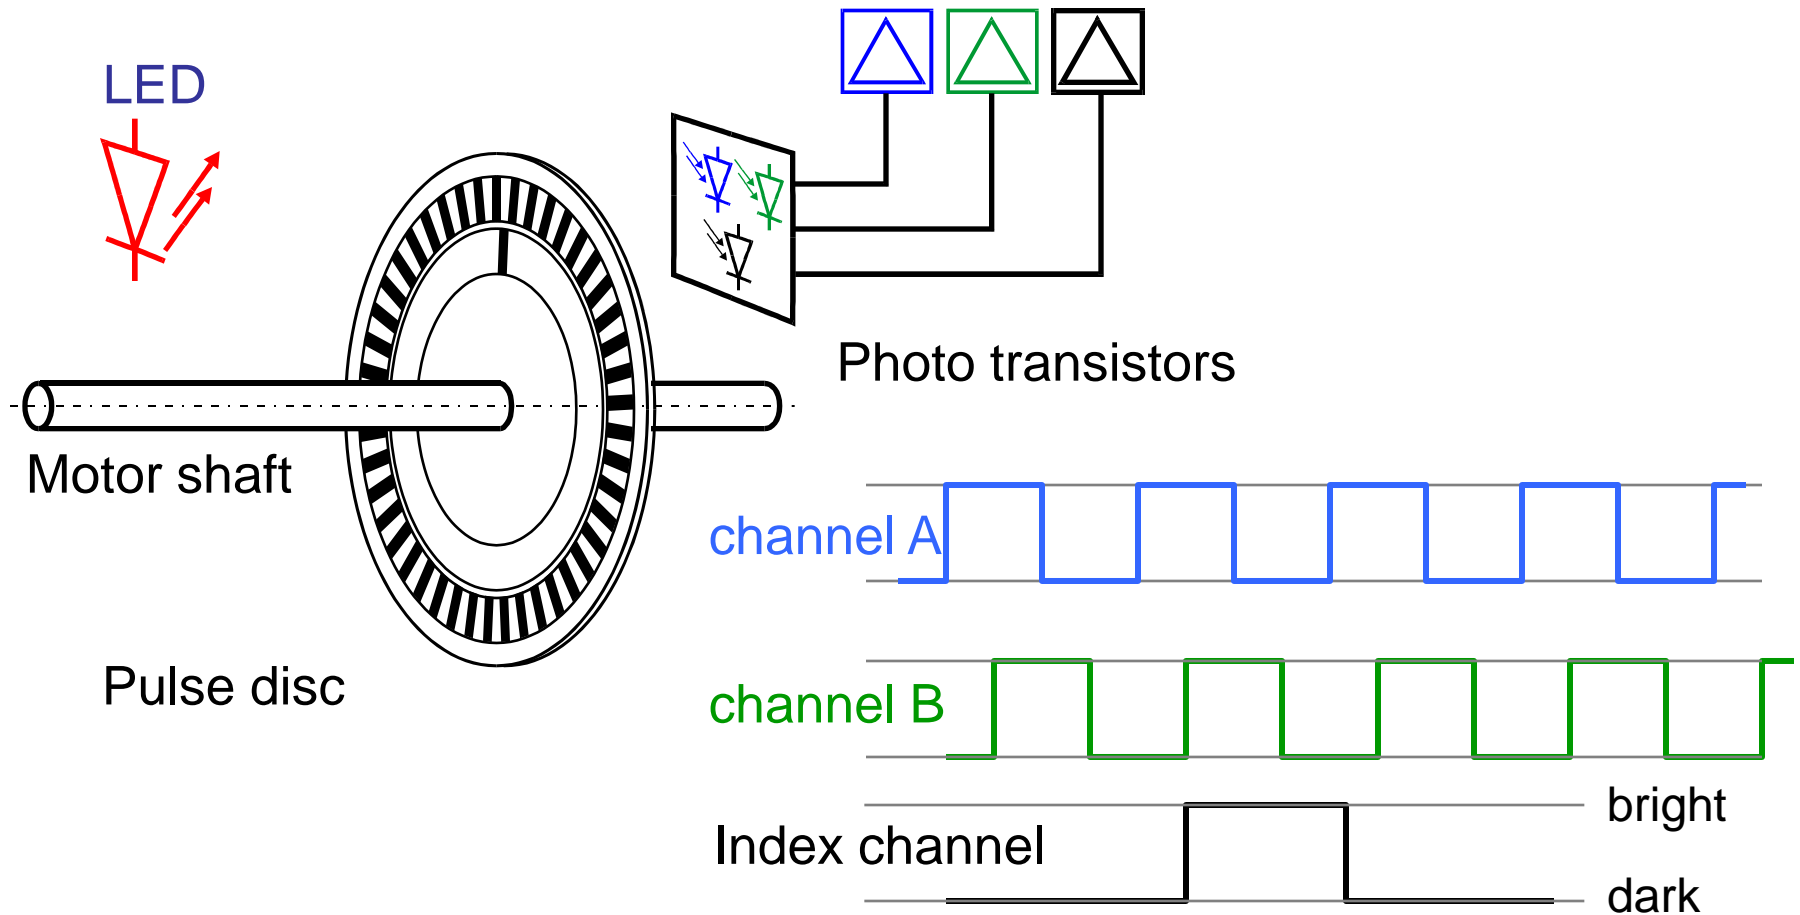 LED
Photo transistors
Motor shaft
channel A
Pulse disc
channel B
bright
Index channel
dark